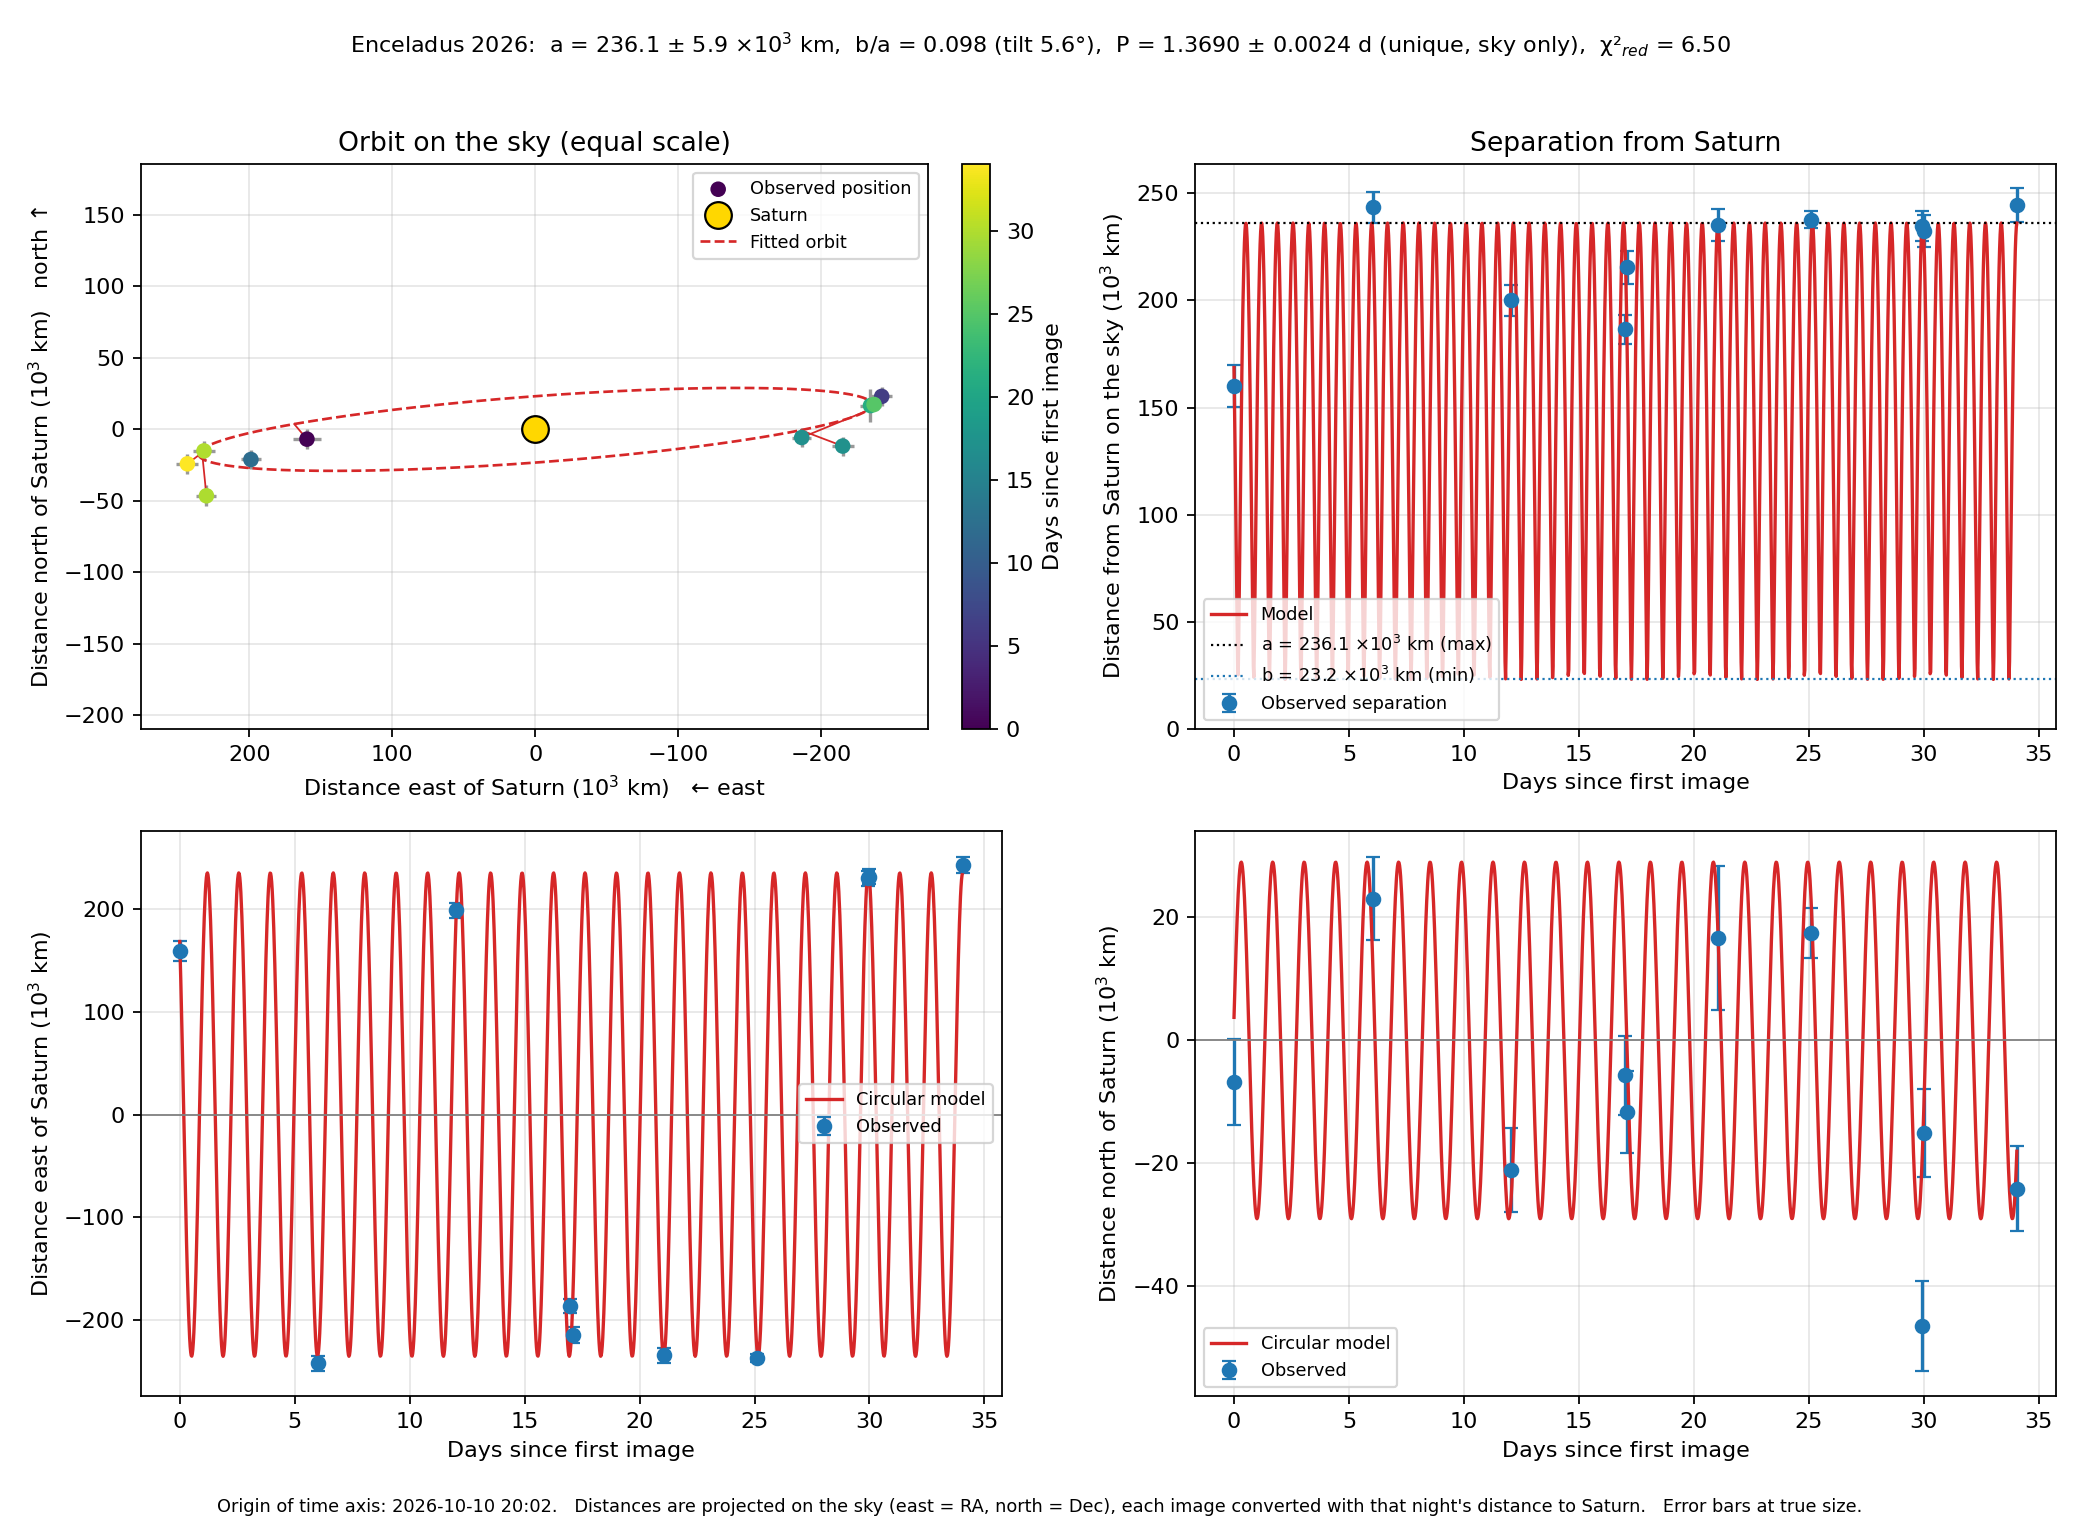 Enceladus 2026:  a = 236.1 ± 5.9 ×10³ km,  b/a = 0.098 (tilt 5.6°),  P = 1.3690 ± 0.0024 d (unique, sky only),  χ²red = 6.50
Orbit on the sky (equal scale)
Distance north of Saturn (10³ km)   north ↑
150
100
50
0
−50
−100
−150
−200
Observed position
Saturn
Fitted orbit
200
100
0
−100
−200
Distance east of Saturn (10³ km)   ← east
30
25
20
15
10
5
0
Days since first image
Separation from Saturn
Distance from Saturn on the sky (10³ km)
250
200
150
100
50
0
Model
a = 236.1 ×10³ km (max)
b = 23.2 ×10³ km (min)
Observed separation
0
5
10
15
20
25
30
35
Days since first image
Distance east of Saturn (10³ km)
200
100
0
−100
−200
Circular model
Observed
0
5
10
15
20
25
30
35
Days since first image
Distance north of Saturn (10³ km)
20
0
−20
−40
Circular model
Observed
0
5
10
15
20
25
30
35
Days since first image
Origin of time axis: 2026-10-10 20:02.   Distances are projected on the sky (east = RA, north = Dec), each image converted with that night's distance to Saturn.   Error bars at true size.